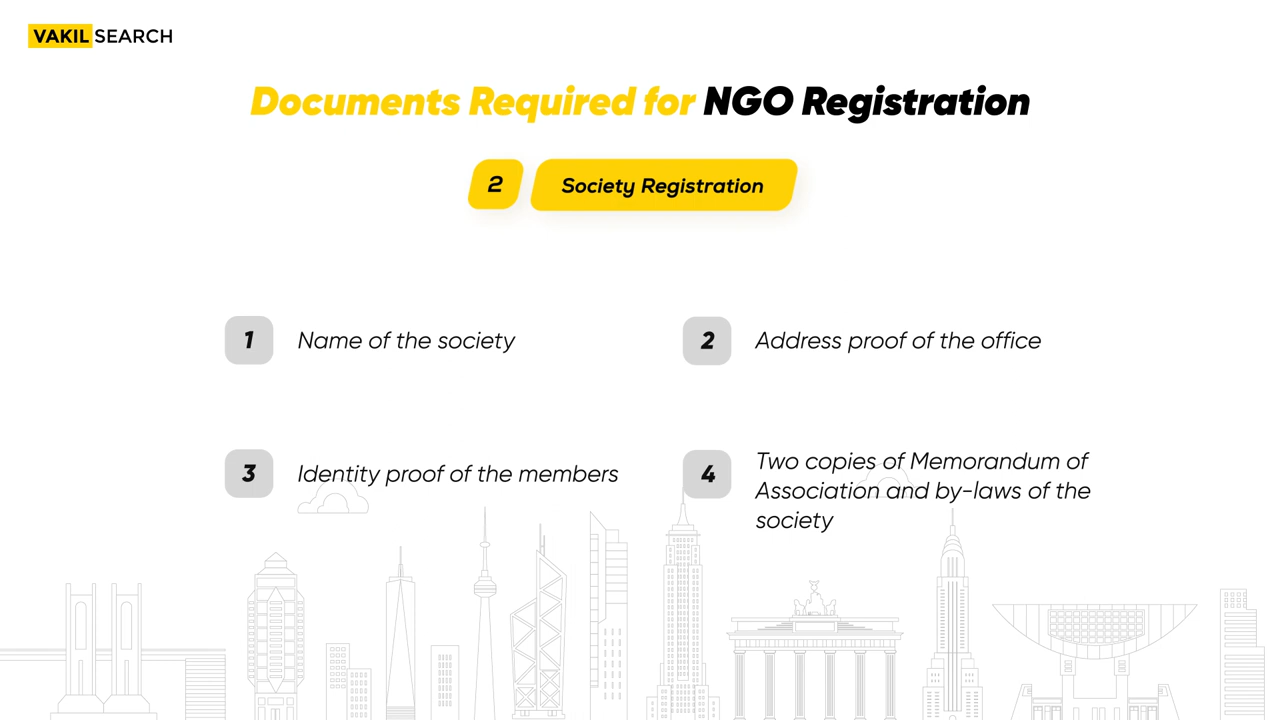 VAKIL SEARCH
Documents Required for NGO Registration
2 Society Registration
1 Name of the society
2 Address proof of the office
3 Identity proof of the members
4 Two copies of Memorandum of
Association and by-laws of the
society